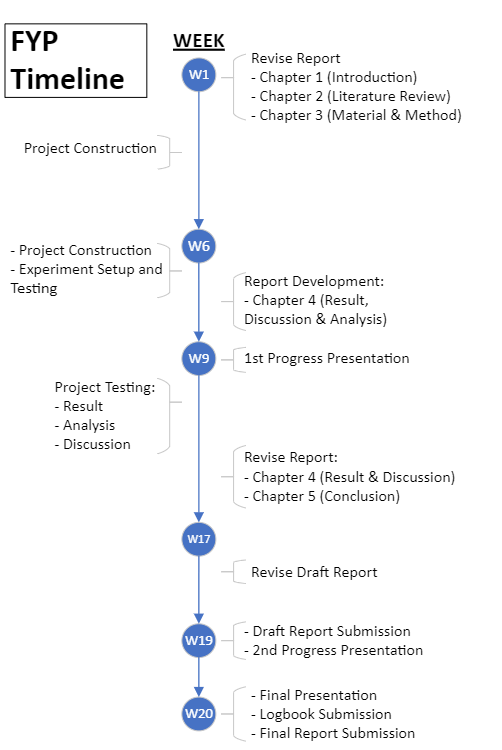 FYP
Timeline
WEEK
W1
Revise Report
- Chapter 1 (Introduction)
- Chapter 2 (Literature Review)
- Chapter 3 (Material & Method)
Project Construction
W6
- Project Construction
- Experiment Setup and
Testing
Report Development:
- Chapter 4 (Result,
Discussion & Analysis)
W9
1st Progress Presentation
Project Testing:
- Result
- Analysis
- Discussion
Revise Report:
- Chapter 4 (Result & Discussion)
- Chapter 5 (Conclusion)
W17
Revise Draft Report
W19
- Draft Report Submission
- 2nd Progress Presentation
W20
- Final Presentation
- Logbook Submission
- Final Report Submission